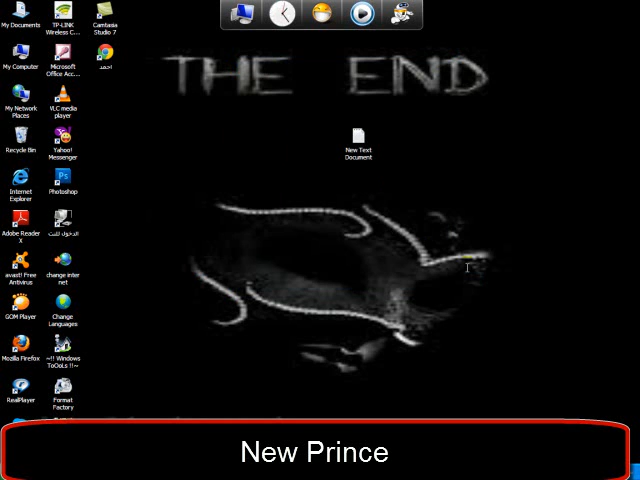 My Documents
TP-LINK Wireless C...
Camtasia Studio 7
My Computer
Microsoft Office Acc...
احمد
My Network Places
VLC media player
Recycle Bin
Yahoo! Messenger
Internet Explorer
Photoshop
Adobe Reader X
الدخول للنت
avast! Free Antivirus
change inter net
GOM Player
Change Languages
Mozilla Firefox
~!! Windows ToOoLs !!~
RealPlayer
Format Factory
THE END
New Text Document
New Prince